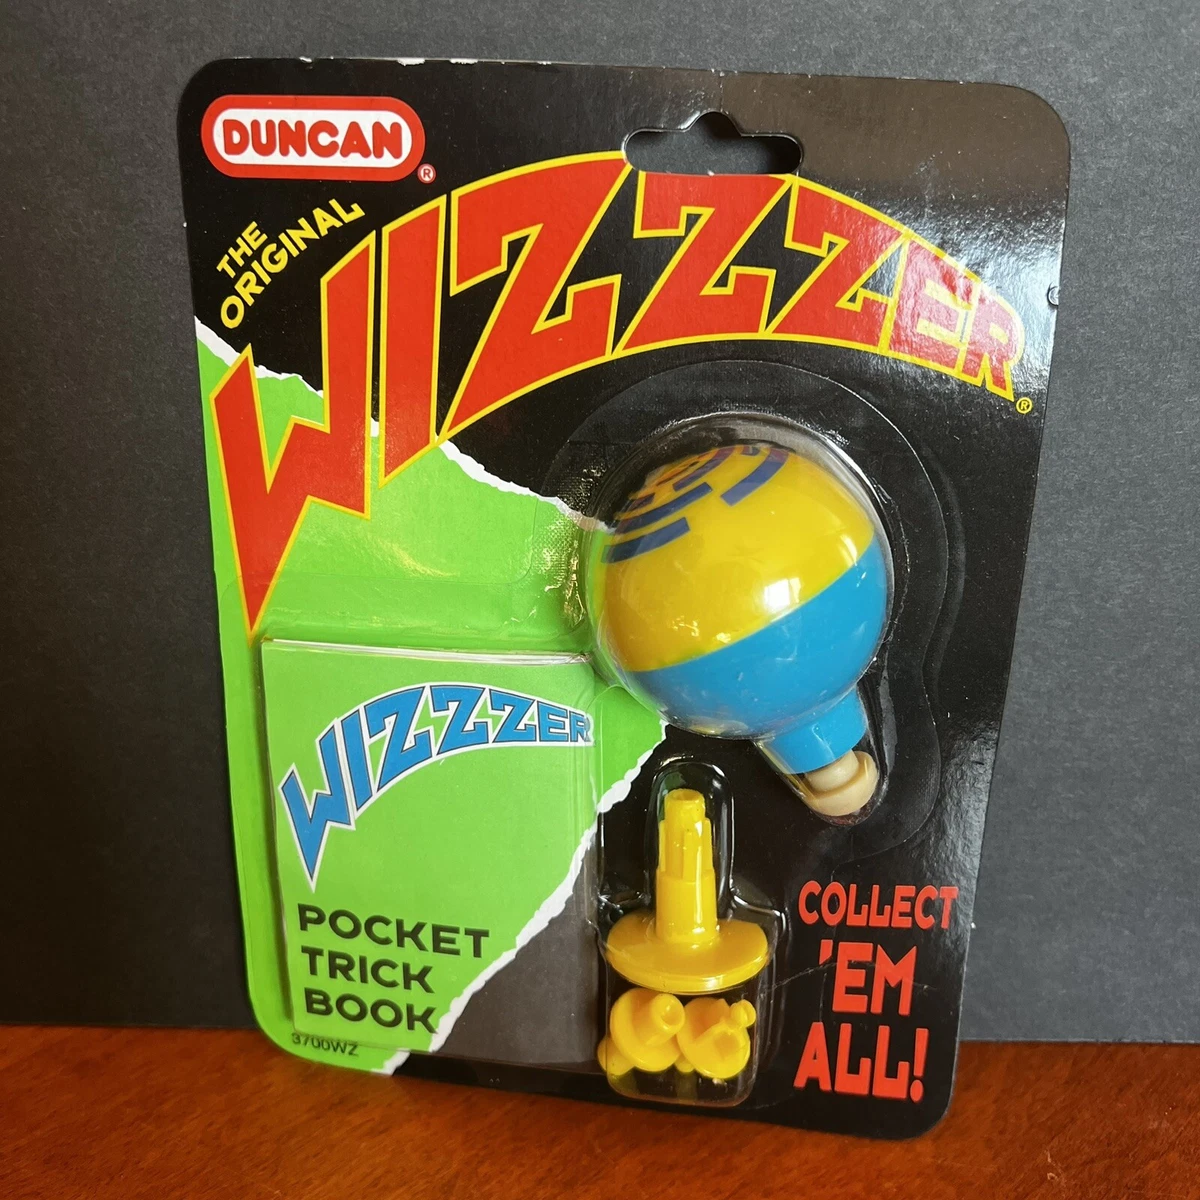 DUNCAN®
THE
ORIGINAL
WIZZZER®
WIZZZER
POCKET
TRICK
BOOK
3700WZ
COLLECT
'EM
ALL!